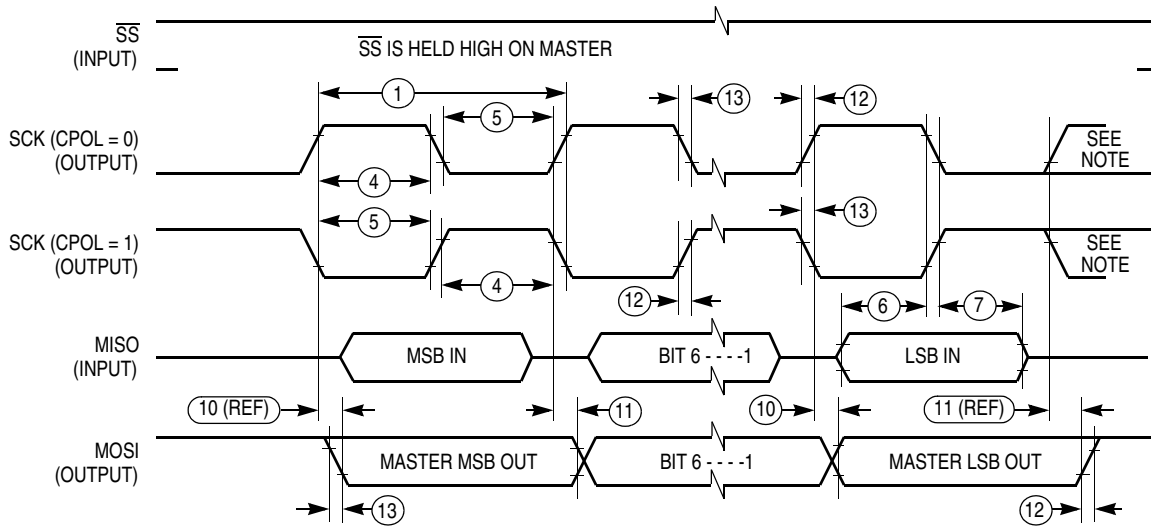 SS
(INPUT)
SS IS HELD HIGH ON MASTER
1
13
12
5
SCK (CPOL = 0)
(OUTPUT)
SEE
NOTE
4
5
13
SCK (CPOL = 1)
(OUTPUT)
SEE
NOTE
4
12
6
7
MISO
(INPUT)
MSB IN
BIT 6 - - - -1
LSB IN
10 (REF)
11
10
11 (REF)
MOSI
(OUTPUT)
MASTER MSB OUT
BIT 6 - - - -1
MASTER LSB OUT
13
12